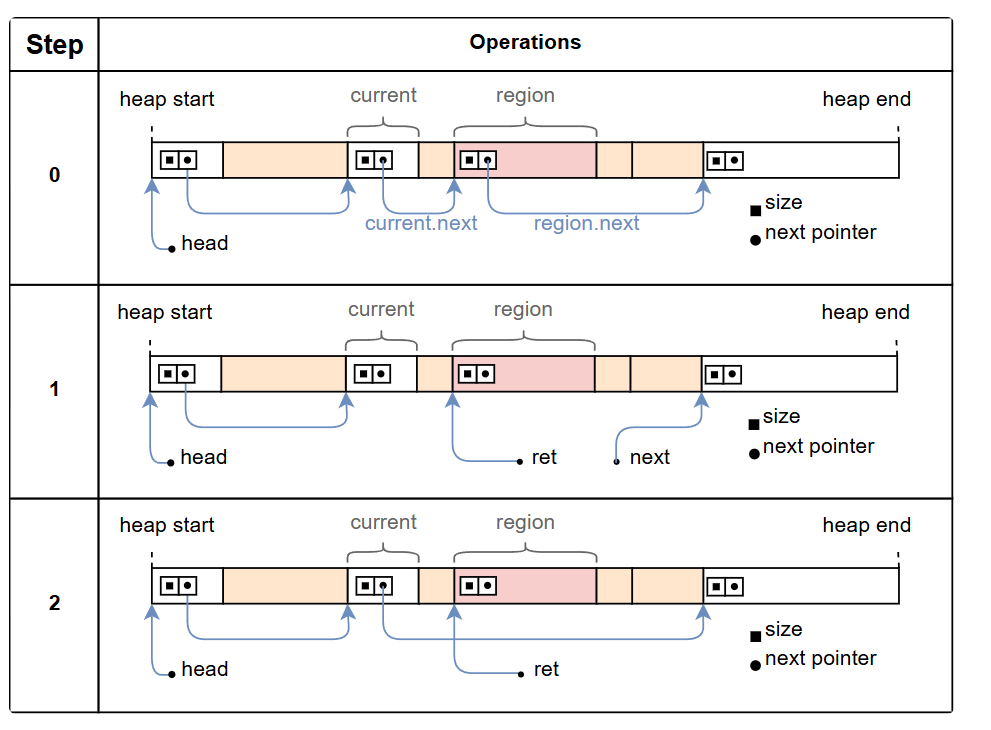 Step Operations
0
heap start current region heap end
current.next region.next
head
size
next pointer
1
heap start current region heap end
head ret next
size
next pointer
2
heap start current region heap end
head ret
size
next pointer